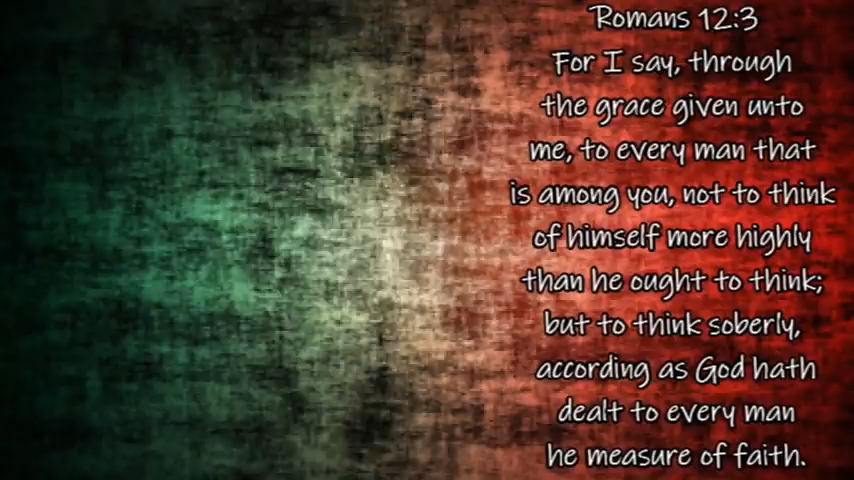 Romans 12:3
For I say, through
the grace given unto
me, to every man that
is among you, not to think
of himself more highly
than he ought to think;
but to think soberly,
according as God hath
dealt to every man
he measure of faith.